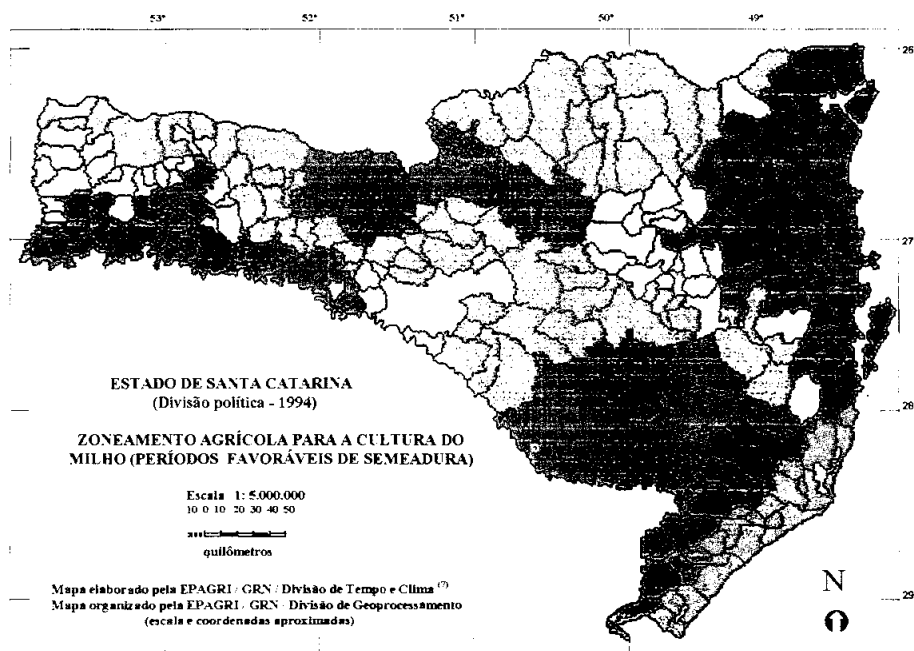 53° 52° 51° 50° 49°
26
27
28
29
ESTADO DE SANTA CATARINA
(Divisão política - 1994)
ZONEAMENTO AGRÍCOLA PARA A CULTURA DO
MILHO (PERÍODOS FAVORÁVEIS DE SEMEADURA)
Escala 1: 5.000.000
10 0 10 20 30 40 50
quilômetros
Mapa elaborado pela EPAGRI / GRN / Divisão de Tempo e Clima (7)
Mapa organizado pela EPAGRI / GRN - Divisão de Geoprocessamento
(escala e coordenadas aproximadas)
N